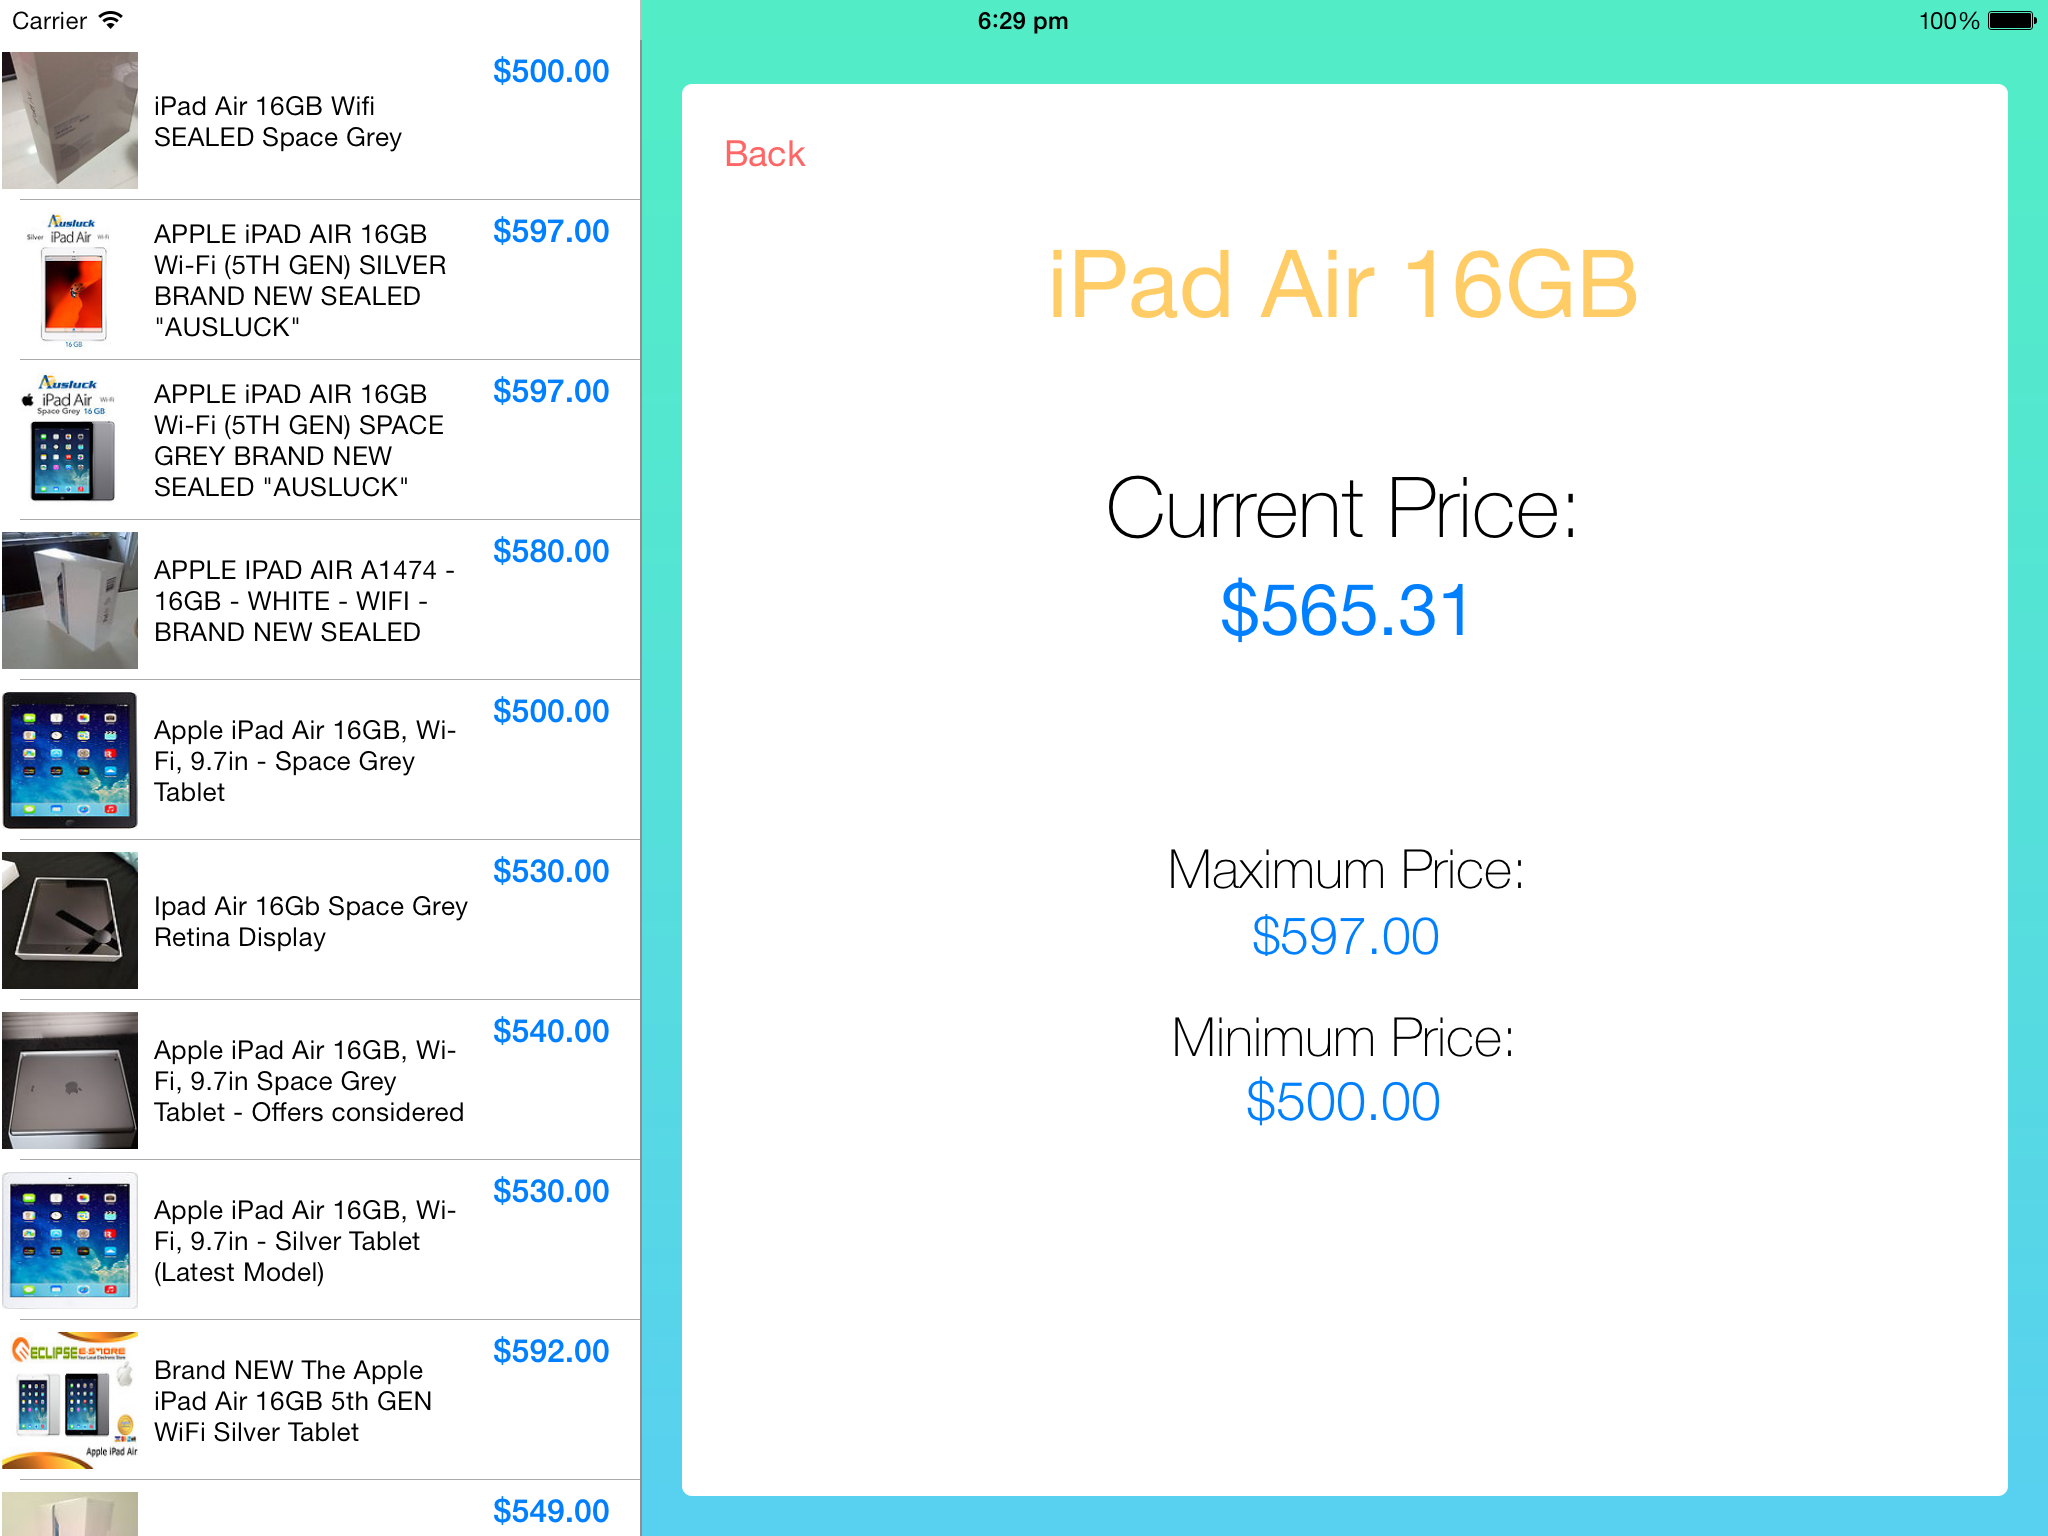 Carrier
6:29 pm
100%
$500.00
iPad Air 16GB Wifi
SEALED Space Grey
Ausluck
Silver iPad Air Wi-Fi
16 GB
$597.00
APPLE iPAD AIR 16GB
Wi-Fi (5TH GEN) SILVER
BRAND NEW SEALED
"AUSLUCK"
Ausluck
iPad Air Wi-Fi
Space Grey 16 GB
$597.00
APPLE iPAD AIR 16GB
Wi-Fi (5TH GEN) SPACE
GREY BRAND NEW
SEALED "AUSLUCK"
$580.00
APPLE IPAD AIR A1474 -
16GB - WHITE - WIFI -
BRAND NEW SEALED
$500.00
Apple iPad Air 16GB, Wi-
Fi, 9.7in - Space Grey
Tablet
$530.00
Ipad Air 16Gb Space Grey
Retina Display
$540.00
Apple iPad Air 16GB, Wi-
Fi, 9.7in Space Grey
Tablet - Offers considered
$530.00
Apple iPad Air 16GB, Wi-
Fi, 9.7in - Silver Tablet
(Latest Model)
ECLIPSE E-STORE
Your Local Electronic Store
Apple iPad Air
$592.00
Brand NEW The Apple
iPad Air 16GB 5th GEN
WiFi Silver Tablet
$549.00
Back
iPad Air 16GB
Current Price:
$565.31
Maximum Price:
$597.00
Minimum Price:
$500.00